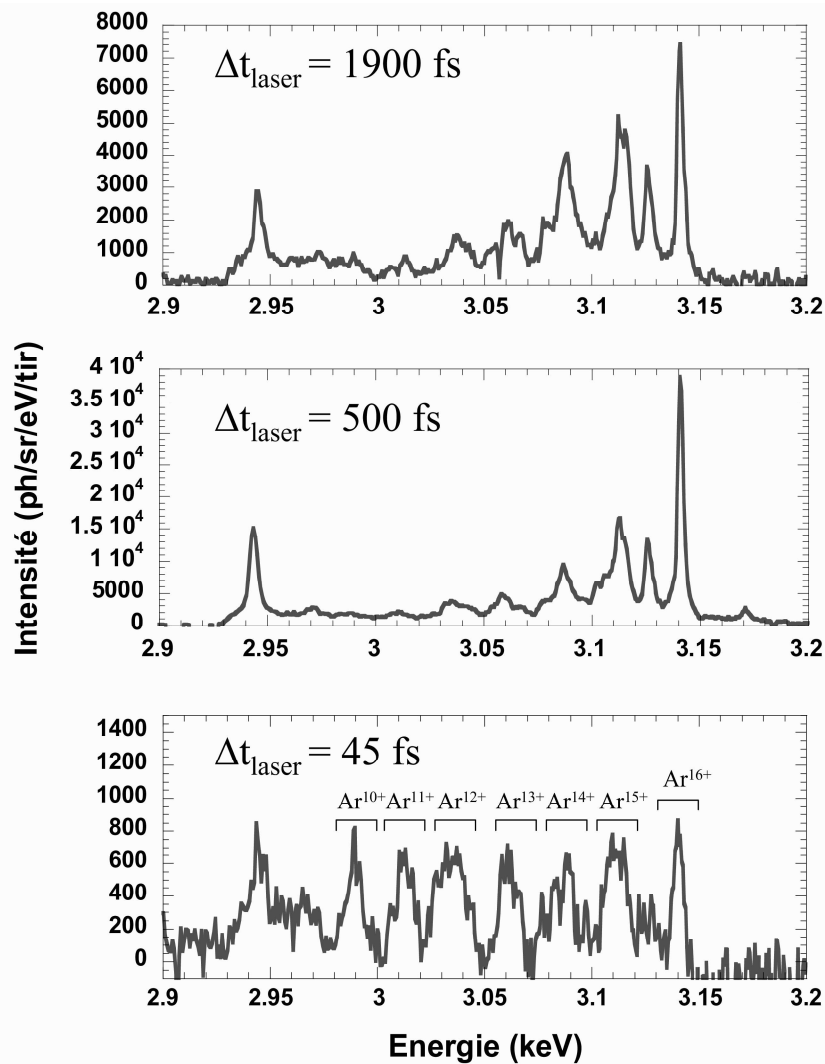 8000
7000
6000
5000
4000
3000
2000
1000
0
Δt_laser = 1900 fs
2.9 2.95 3 3.05 3.1 3.15 3.2
Intensité (ph/sr/eV/tir)
4 10⁴
3.5 10⁴
3 10⁴
2.5 10⁴
2 10⁴
1.5 10⁴
1 10⁴
5000
0
Δt_laser = 500 fs
2.9 2.95 3 3.05 3.1 3.15 3.2
1400
1200
1000
800
600
400
200
0
Δt_laser = 45 fs
Ar¹⁰⁺ Ar¹¹⁺ Ar¹²⁺ Ar¹³⁺ Ar¹⁴⁺ Ar¹⁵⁺ Ar¹⁶⁺
2.9 2.95 3 3.05 3.1 3.15 3.2
Energie (keV)